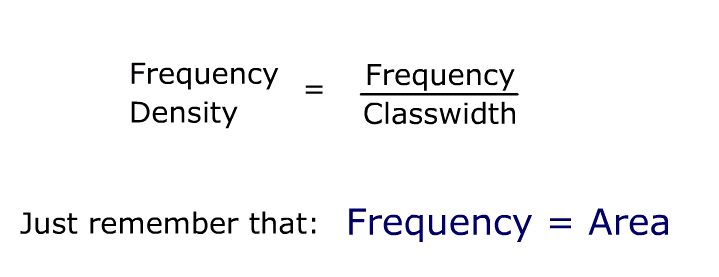 Frequency
Density
=
Frequency
Classwidth
Just remember that: Frequency = Area